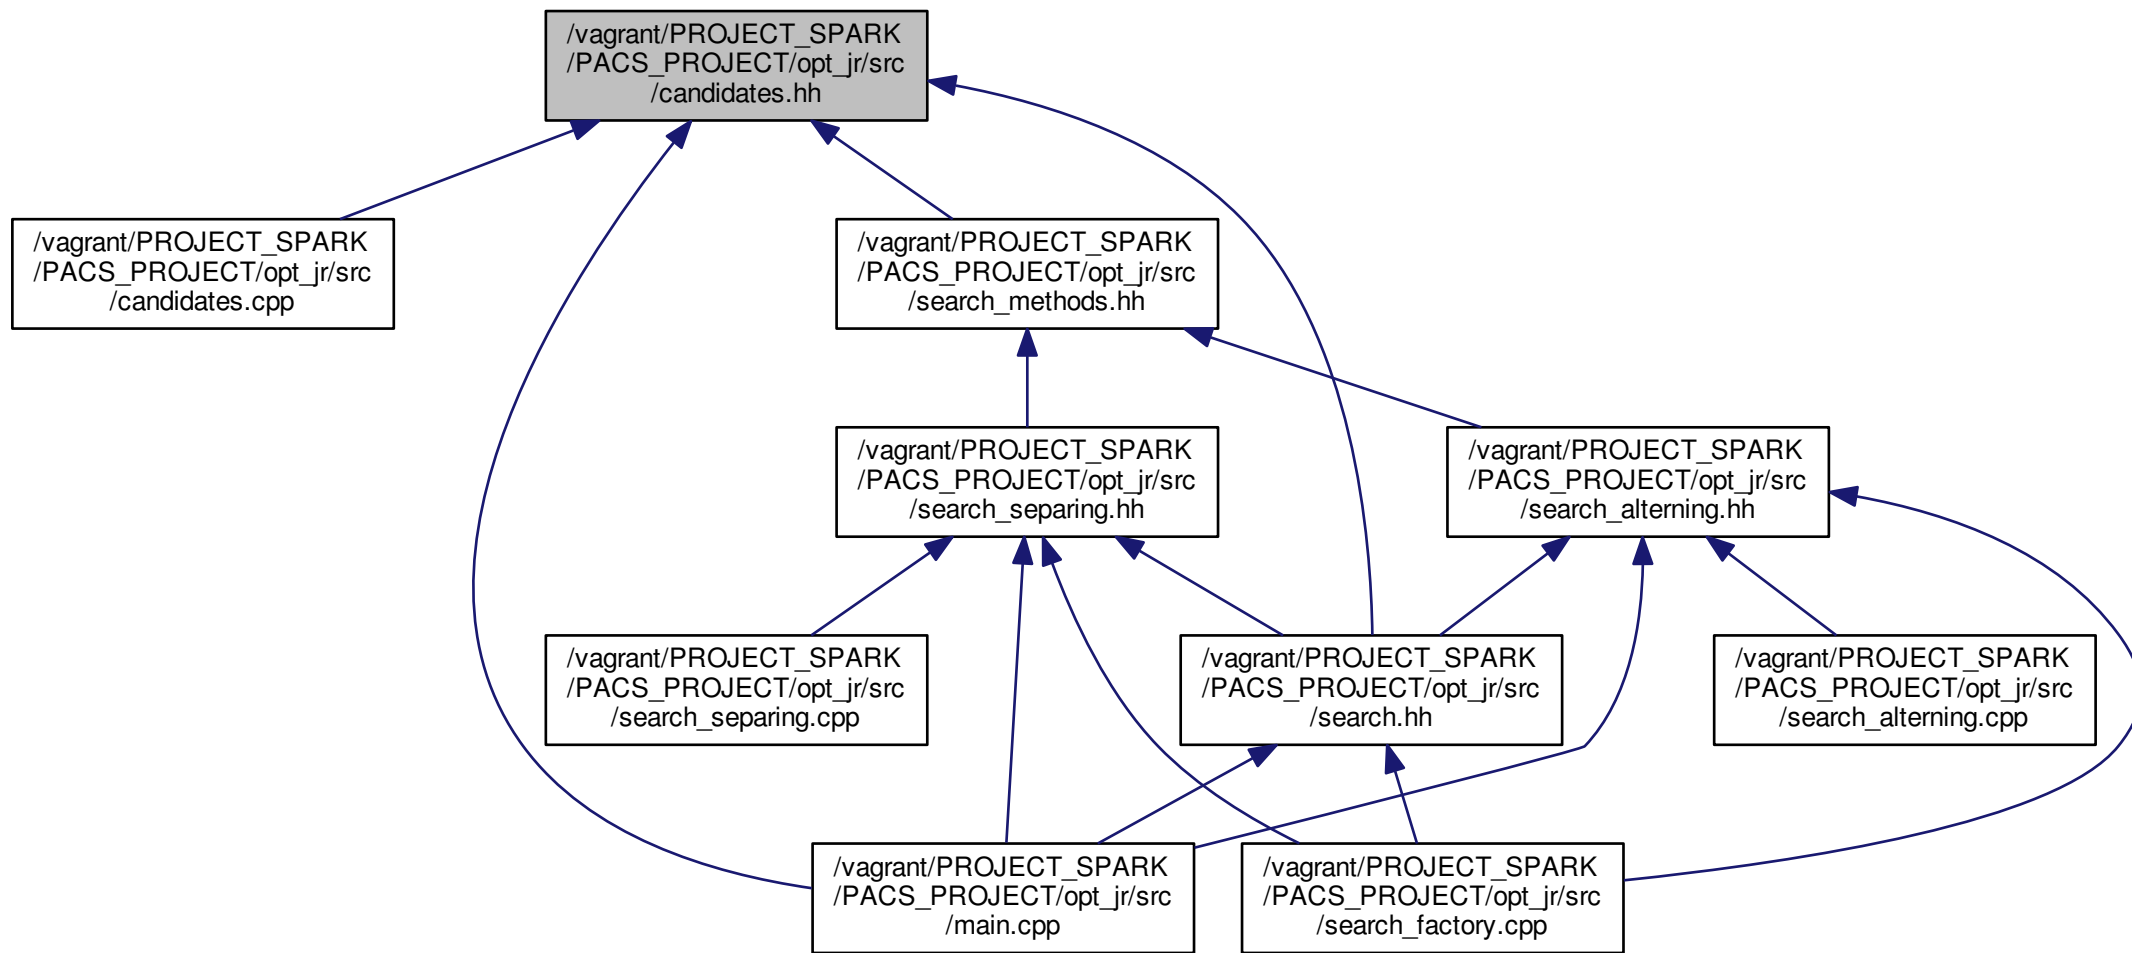 /vagrant/PROJECT_SPARK
/PACS_PROJECT/opt_jr/src
/candidates.hh
/vagrant/PROJECT_SPARK
/PACS_PROJECT/opt_jr/src
/candidates.cpp
/vagrant/PROJECT_SPARK
/PACS_PROJECT/opt_jr/src
/search_methods.hh
/vagrant/PROJECT_SPARK
/PACS_PROJECT/opt_jr/src
/search_separing.hh
/vagrant/PROJECT_SPARK
/PACS_PROJECT/opt_jr/src
/search_alterning.hh
/vagrant/PROJECT_SPARK
/PACS_PROJECT/opt_jr/src
/search_separing.cpp
/vagrant/PROJECT_SPARK
/PACS_PROJECT/opt_jr/src
/search.hh
/vagrant/PROJECT_SPARK
/PACS_PROJECT/opt_jr/src
/search_alterning.cpp
/vagrant/PROJECT_SPARK
/PACS_PROJECT/opt_jr/src
/main.cpp
/vagrant/PROJECT_SPARK
/PACS_PROJECT/opt_jr/src
/search_factory.cpp